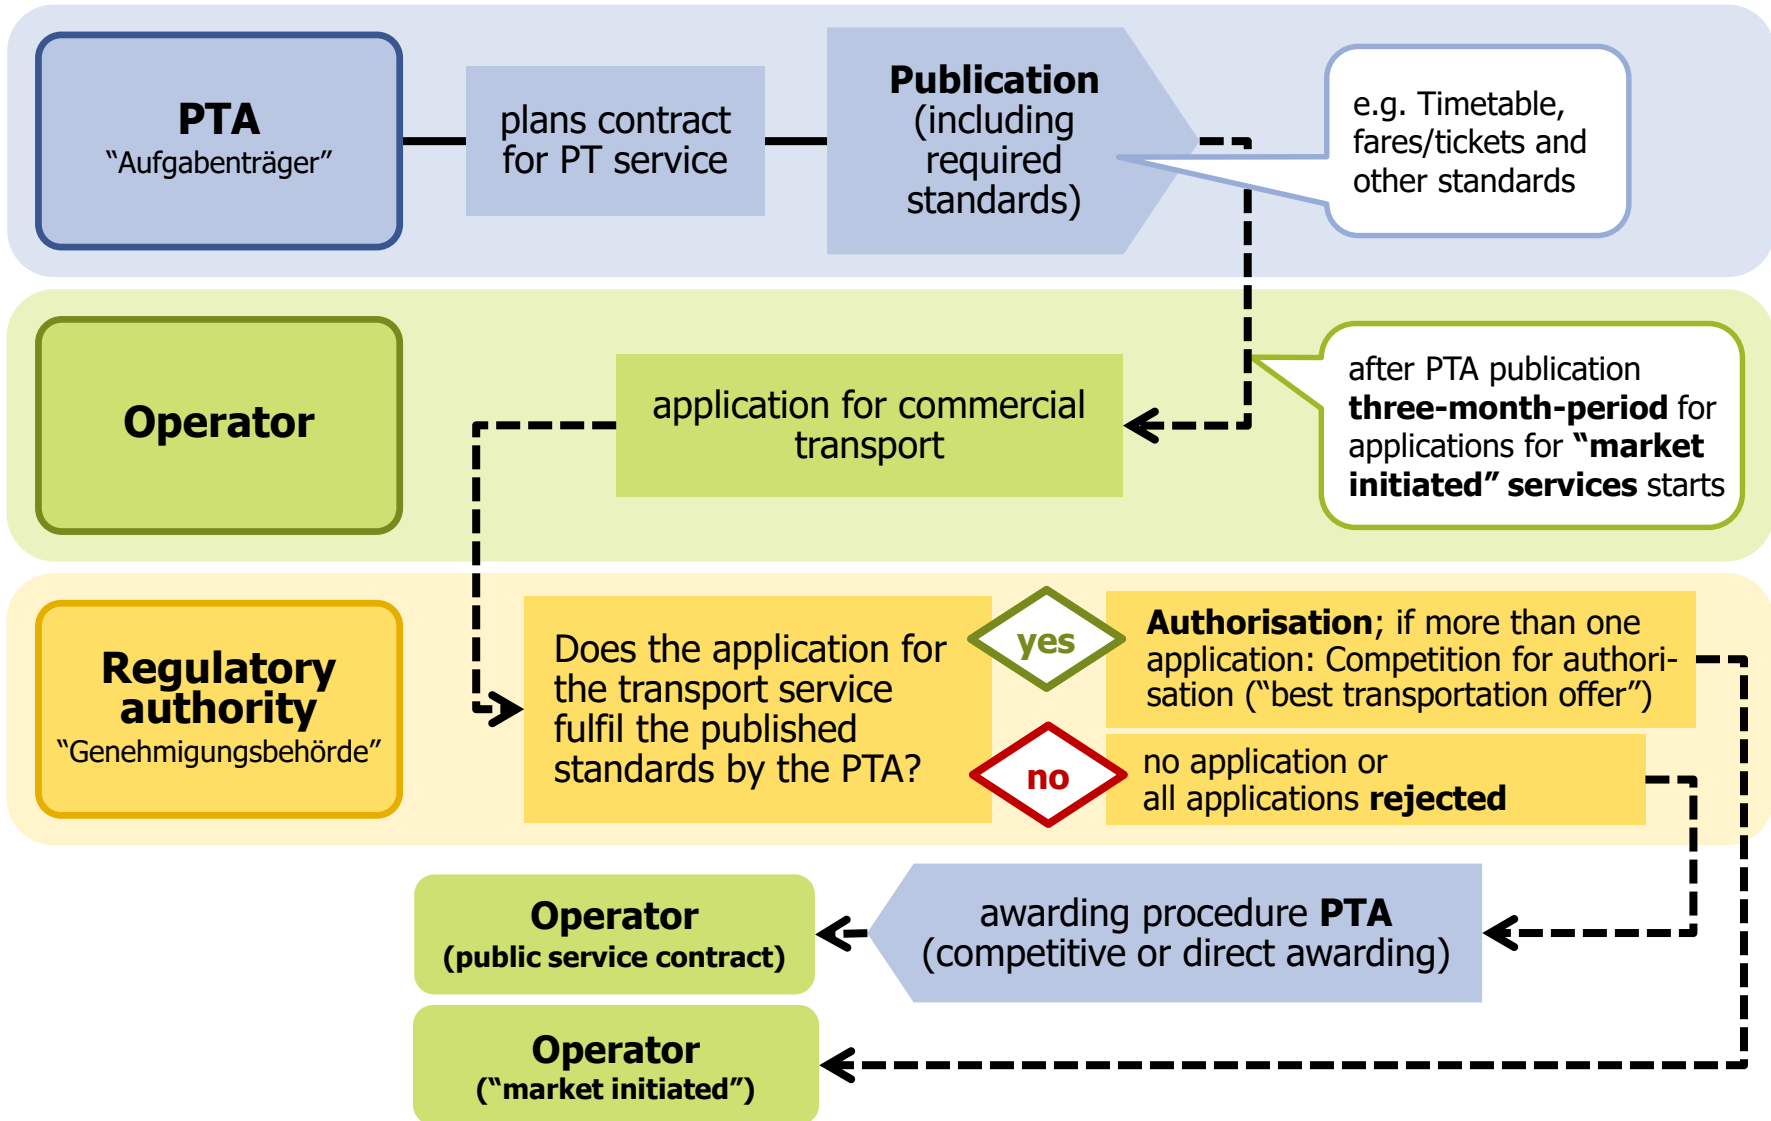 PTA
“Aufgabenträger”
plans contract
for PT service
Publication
(including
required
standards)
e.g. Timetable,
fares/tickets and
other standards
Operator
application for commercial
transport
after PTA publication
three-month-period for
applications for “market
initiated” services starts
Regulatory
authority
“Genehmigungsbehörde”
Does the application for
the transport service
fulfil the published
standards by the PTA?
yes
Authorisation; if more than one
application: Competition for authori-
sation (“best transportation offer”)
no
no application or
all applications rejected
Operator
(public service contract)
awarding procedure PTA
(competitive or direct awarding)
Operator
(“market initiated”)